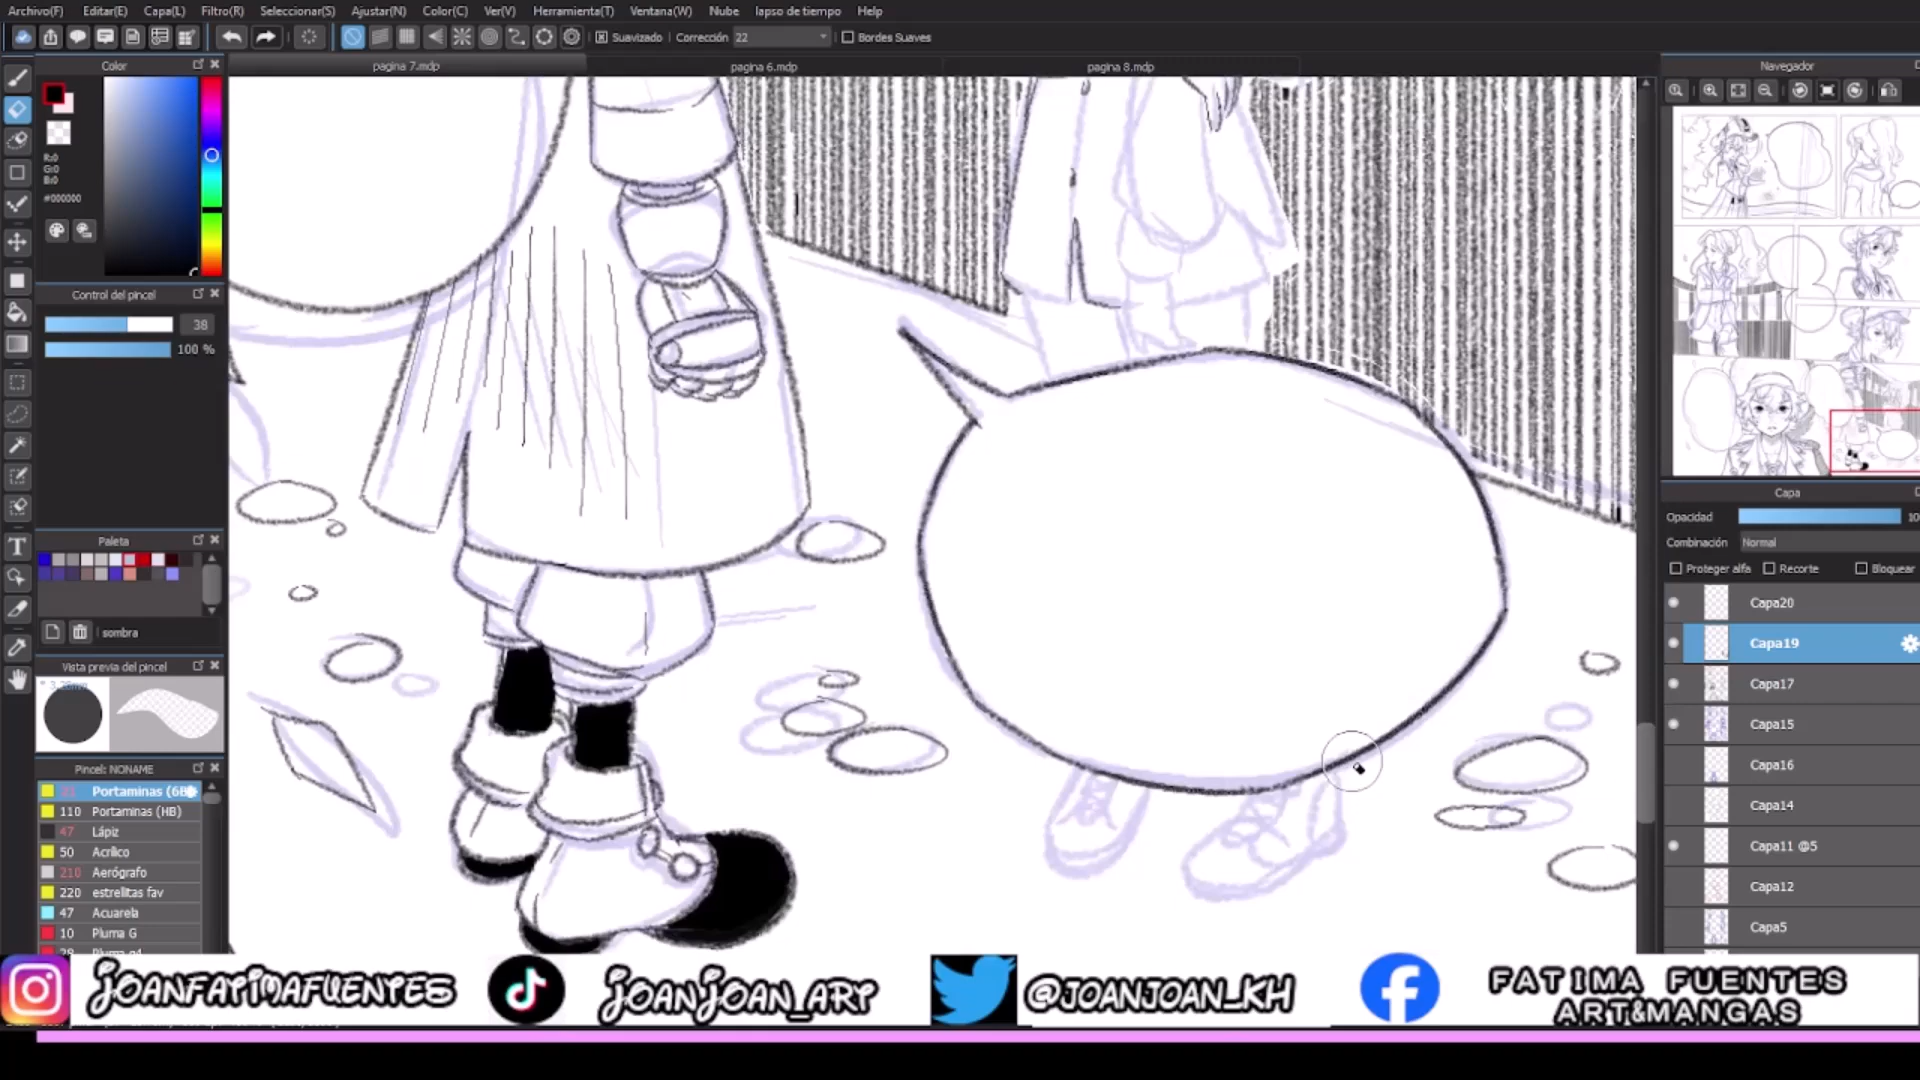 Archivo(F) Editar(E) Capa(L) Filtro(R) Seleccionar(S) Ajustar(N) Color(C) Ver(V) Herramienta(T) Ventana(W) Nube lapso de tiempo Help
Suavizado Corrección 22 Bordes Suaves
Color
pagina 7.mdp pagina 6.mdp pagina 8.mdp
Navegador
R:0
G:0
B:0
#000000
Control del pincel
38
100 %
Capa
Opacidad 10
Combinación Normal
Proteger alfa Recorte Bloquear
Paleta
sombra
Vista previa del pincel
Pincel: NONAME
Portaminas (6B
110 Portaminas (HB)
47 Lápiz
50 Acrílico
210 Aerógrafo
220 estrellitas fav
47 Acuarela
10 Pluma G
Capa20
Capa19
Capa17
Capa15
Capa16
Capa14
Capa11 @5
Capa12
Capa5
JOANFATIMAFUENTES JOANJOAN_ART @JOANJOAN_KH FATIMA FUENTES
ART&MANGAS